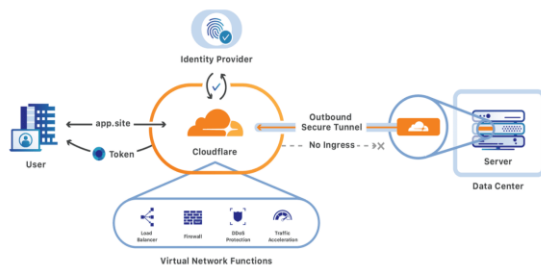 Identity Provider
app.site
Token
User
Cloudflare
Outbound
Secure Tunnel
No Ingress
Server
Data Center
Load
Balancer
Firewall
DDoS
Protection
Traffic
Acceleration
Virtual Network Functions